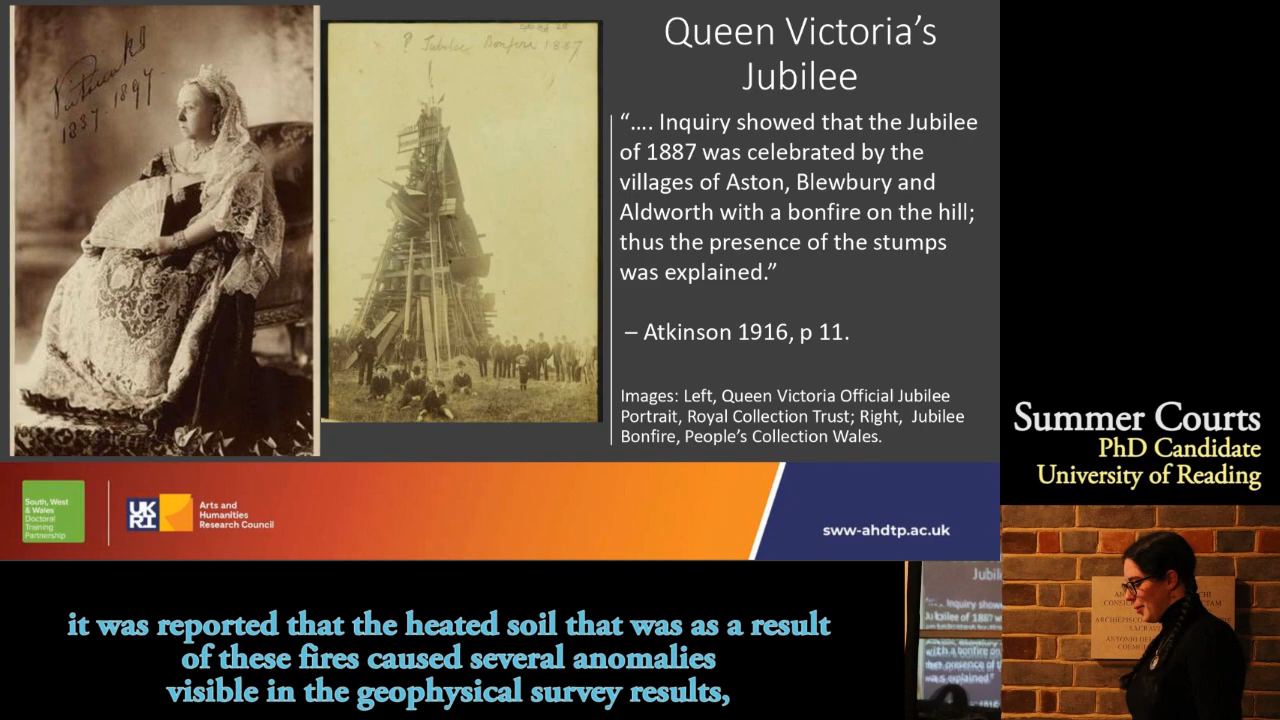 Queen Victoria’s
Jubilee
“.... Inquiry showed that the Jubilee
of 1887 was celebrated by the
villages of Aston, Blewbury and
Aldworth with a bonfire on the hill;
thus the presence of the stumps
was explained.”
– Atkinson 1916, p 11.
Images: Left, Queen Victoria Official Jubilee
Portrait, Royal Collection Trust; Right, Jubilee
Bonfire, People’s Collection Wales.
1837-1897
? Jubilee Bonfire 1887
South, West
& Wales
Doctoral
Training
Partnership
UKRI
Arts and
Humanities
Research Council
sww-ahdtp.ac.uk
Summer Courts
PhD Candidate
University of Reading
it was reported that the heated soil that was as a result
of these fires caused several anomalies
visible in the geophysical survey results,